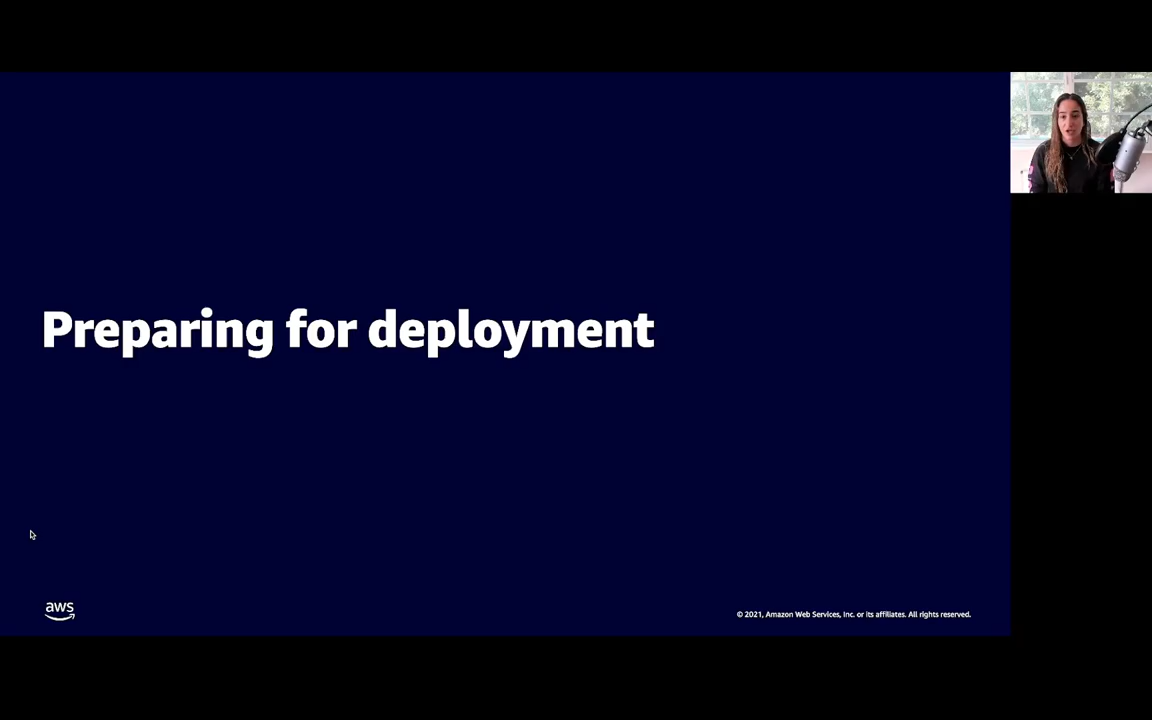 Preparing for deployment
aws
© 2021, Amazon Web Services, Inc. or its affiliates. All rights reserved.